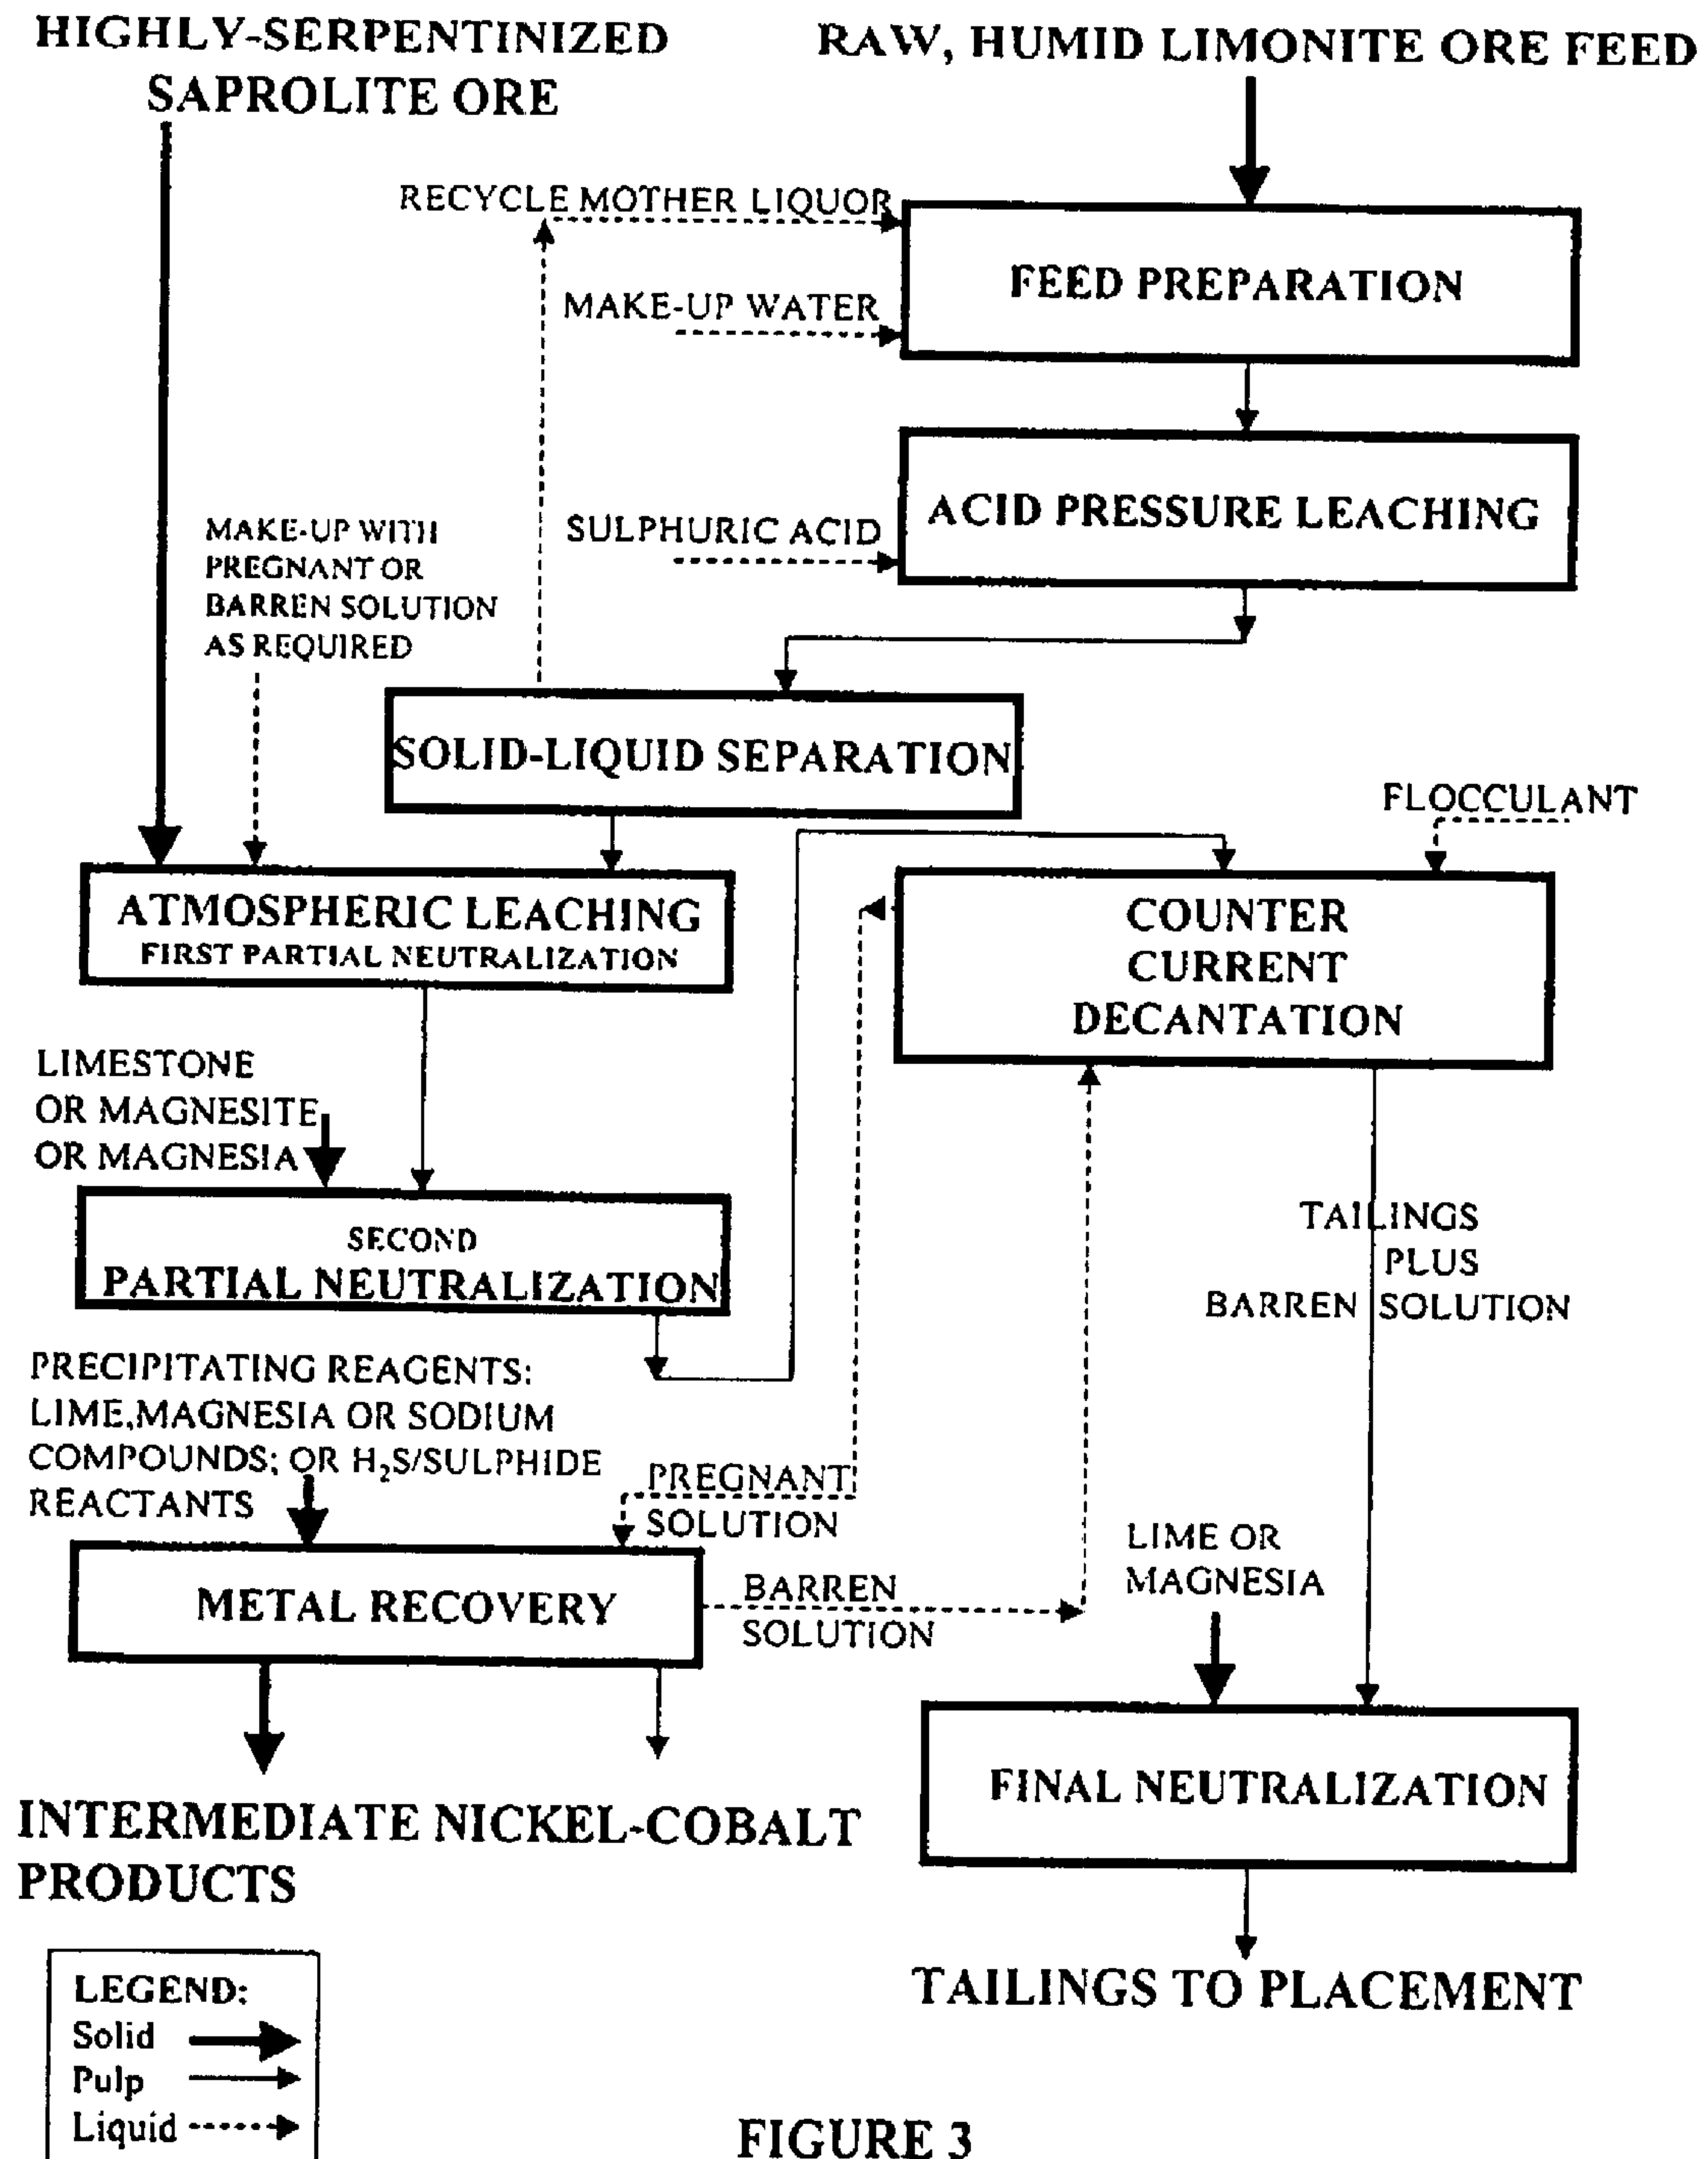 HIGHLY-SERPENTINIZED
SAPROLITE ORE
RAW, HUMID LIMONITE ORE FEED
RECYCLE MOTHER LIQUOR
MAKE-UP WATER
FEED PREPARATION
SULPHURIC ACID
ACID PRESSURE LEACHING
MAKE-UP WITH
PREGNANT OR
BARREN SOLUTION
AS REQUIRED
SOLID-LIQUID SEPARATION
FLOCCULANT
ATMOSPHERIC LEACHING
FIRST PARTIAL NEUTRALIZATION
COUNTER
CURRENT
DECANTATION
LIMESTONE
OR MAGNESITE
OR MAGNESIA
SECOND
PARTIAL NEUTRALIZATION
TAILINGS
PLUS
BARREN SOLUTION
PRECIPITATING REAGENTS:
LIME,MAGNESIA OR SODIUM
COMPOUNDS; OR H₂S/SULPHIDE
REACTANTS
PREGNANT
SOLUTION
METAL RECOVERY
BARREN
SOLUTION
LIME OR
MAGNESIA
FINAL NEUTRALIZATION
INTERMEDIATE NICKEL-COBALT
PRODUCTS
TAILINGS TO PLACEMENT
LEGEND:
Solid
Pulp
Liquid
FIGURE 3